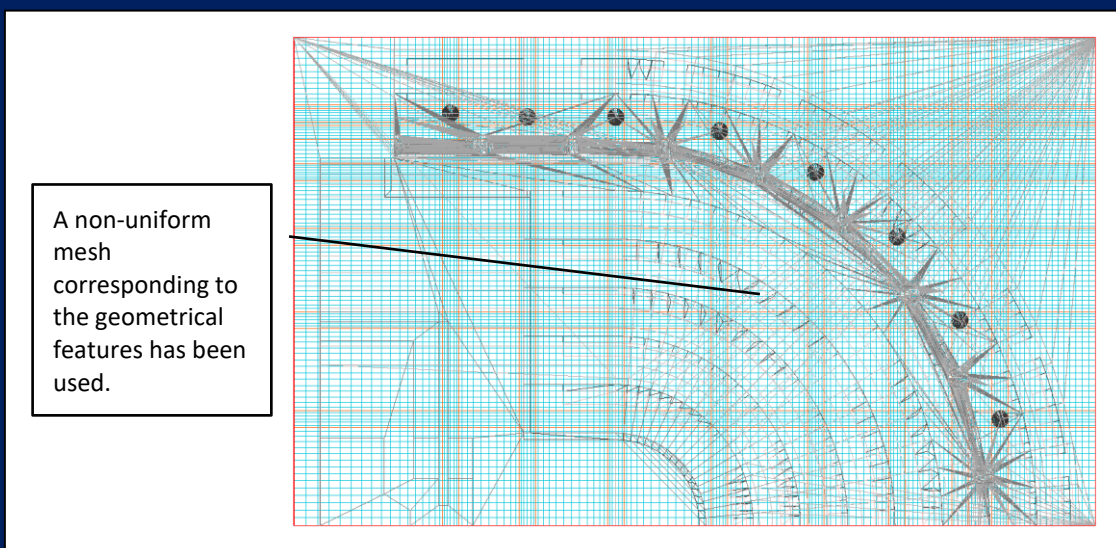 A non-uniform
mesh
corresponding to
the geometrical
features has been
used.